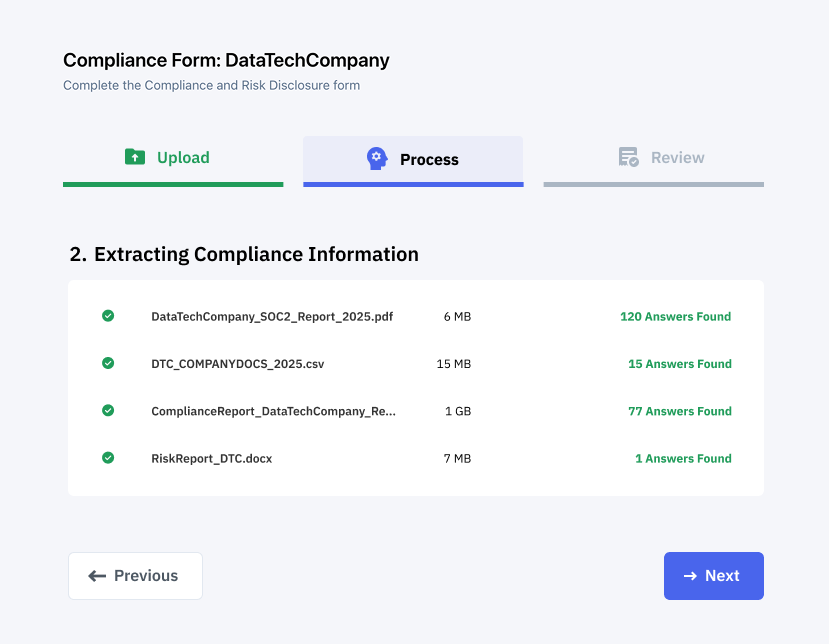 Compliance Form: DataTechCompany
Complete the Compliance and Risk Disclosure form
Upload
Process
Review
2. Extracting Compliance Information
DataTechCompany_SOC2_Report_2025.pdf 6 MB 120 Answers Found
DTC_COMPANYDOCS_2025.csv 15 MB 15 Answers Found
ComplianceReport_DataTechCompany_Re... 1 GB 77 Answers Found
RiskReport_DTC.docx 7 MB 1 Answers Found
Previous
Next